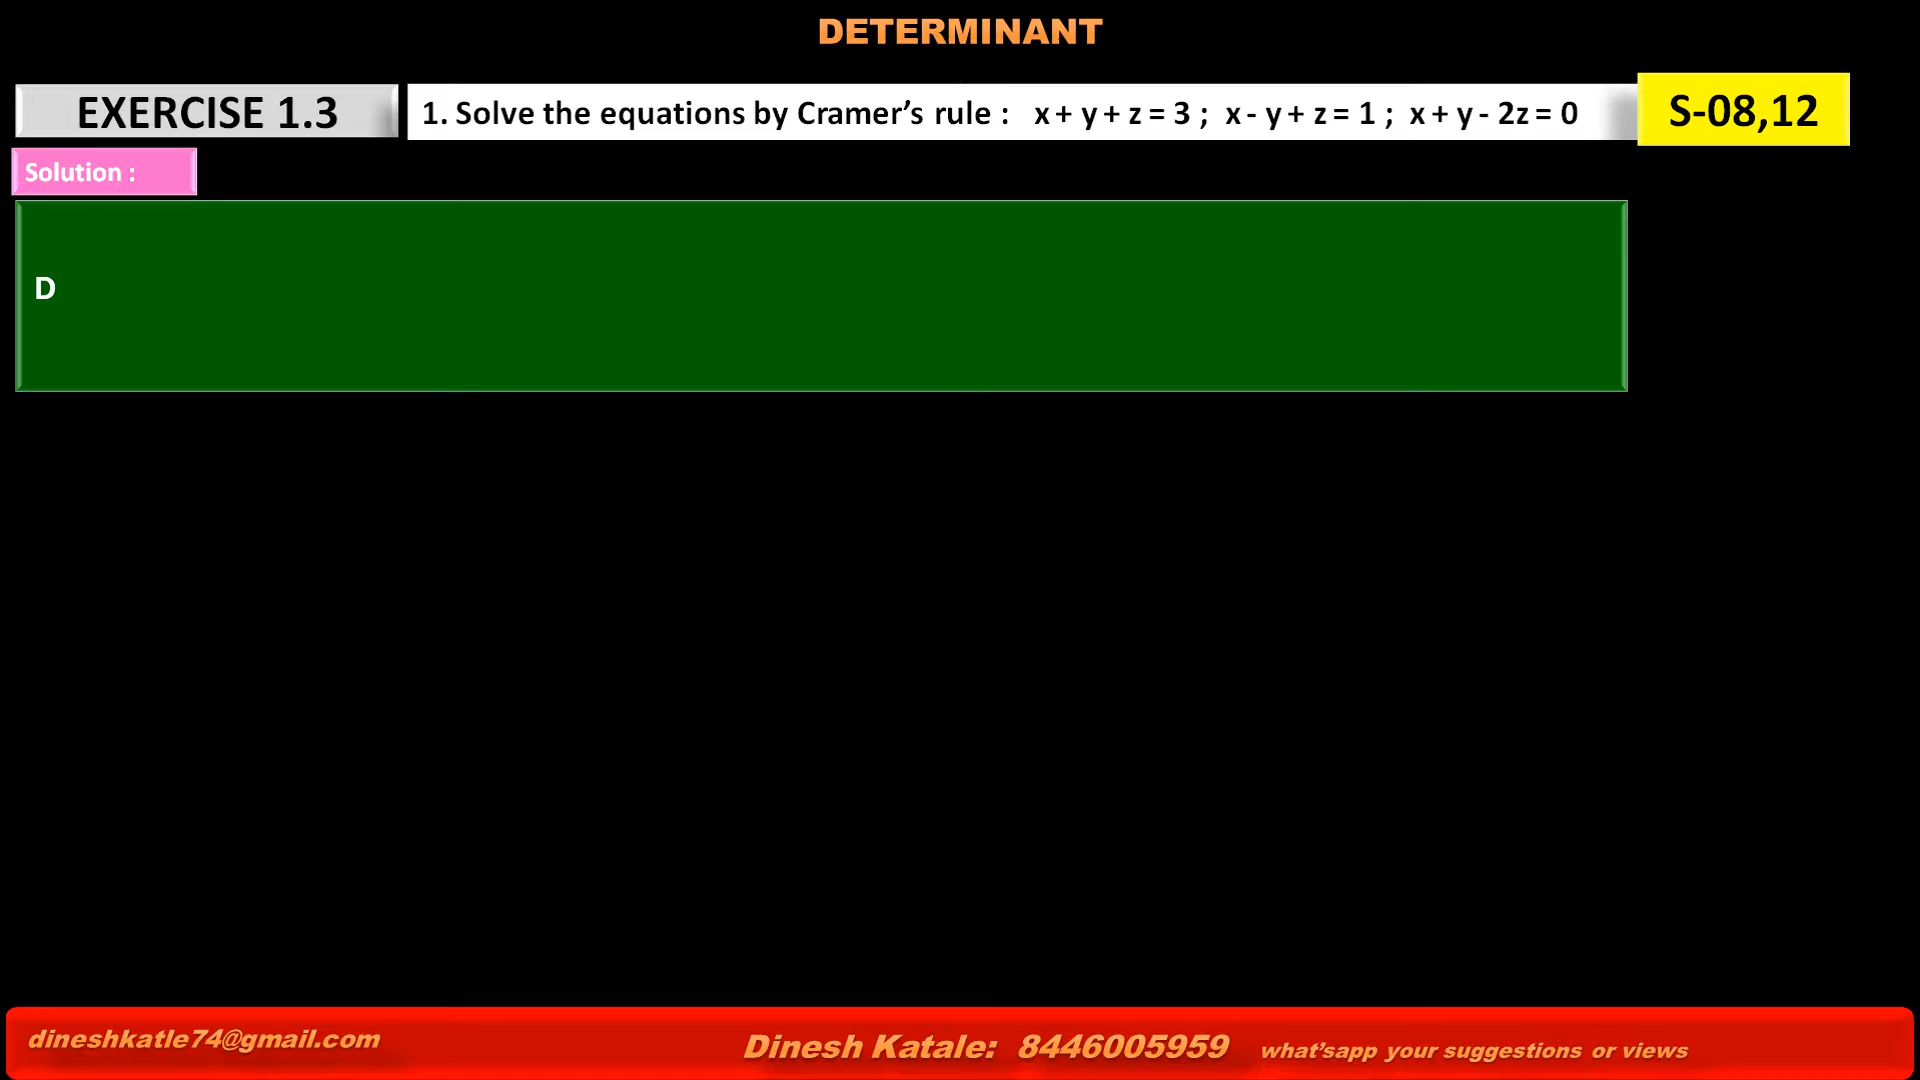 DETERMINANT
EXERCISE 1.3
1. Solve the equations by Cramer’s rule : x + y + z = 3 ; x - y + z = 1 ; x + y - 2z = 0
S-08,12
Solution :
D
dineshkatle74@gmail.com
Dinesh Katale: 8446005959 what’sapp your suggestions or views